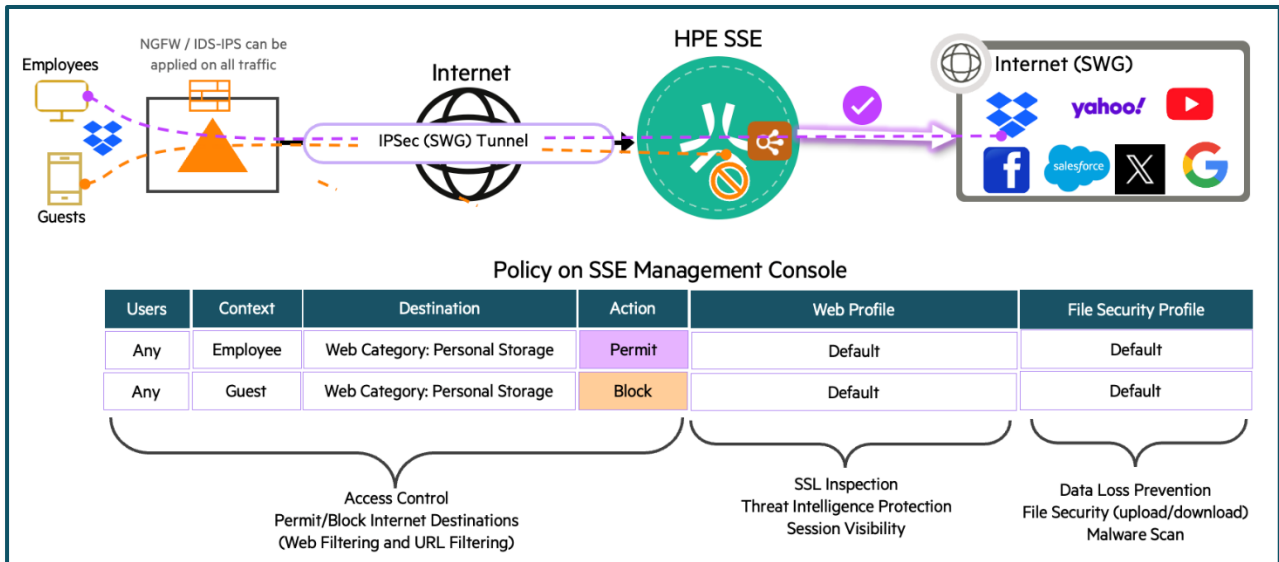 NGFW / IDS-IPS can be
applied on all traffic
Employees
Guests
Internet
IPSec (SWG) Tunnel
HPE SSE
Internet (SWG)
yahoo!
f
salesforce
X
G
Policy on SSE Management Console
Users Context Destination Action Web Profile File Security Profile
Any Employee Web Category: Personal Storage Permit Default Default
Any Guest Web Category: Personal Storage Block Default Default
Access Control
Permit/Block Internet Destinations
(Web Filtering and URL Filtering)
SSL Inspection
Threat Intelligence Protection
Session Visibility
Data Loss Prevention
File Security (upload/download)
Malware Scan